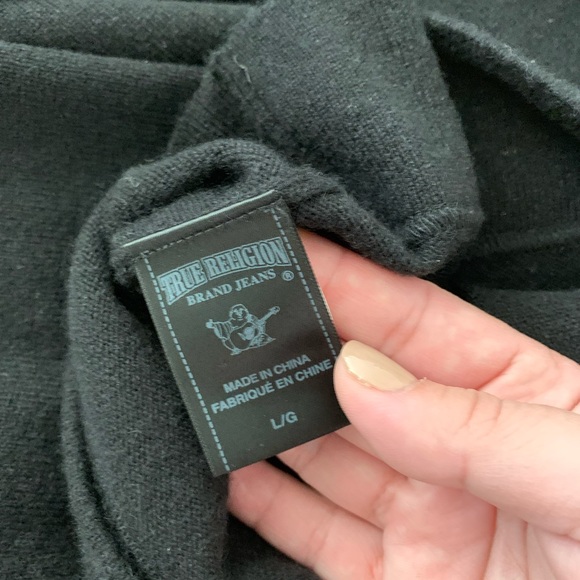 TRUE RELIGION
BRAND JEANS ®
MADE IN CHINA
FABRIQUÉ EN CHINE
L/G